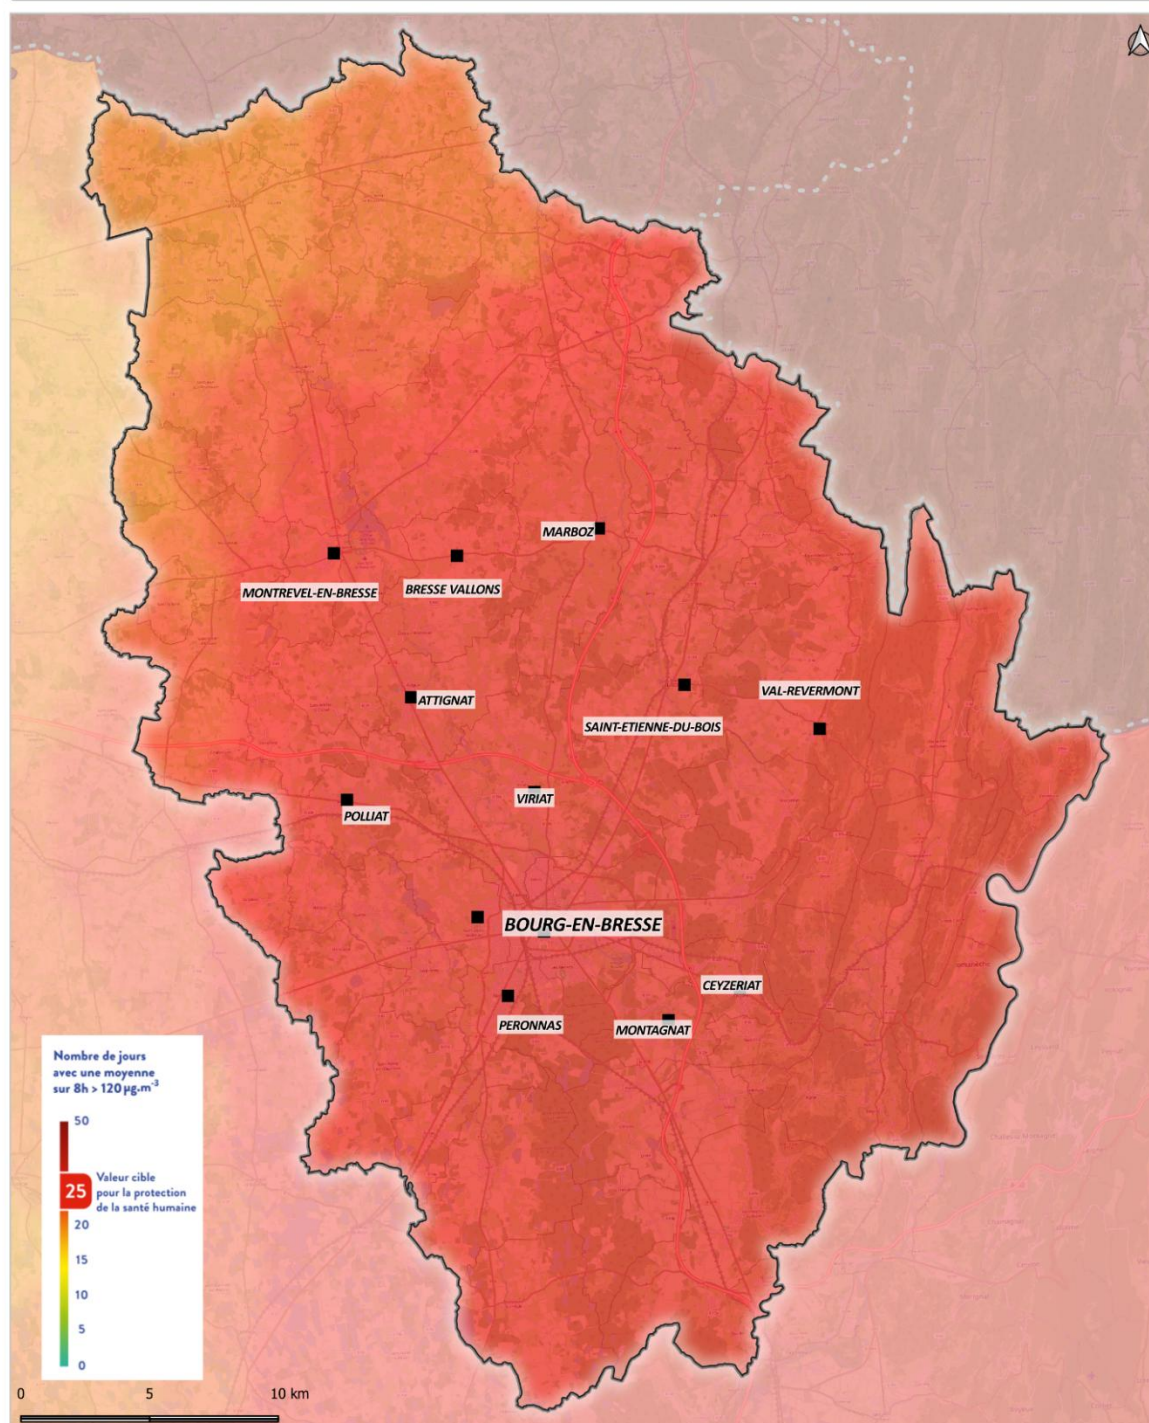 MARBOZ
MONTREVEL-EN-BRESSE
BRESSE VALLONS
ATTIGNAT
VAL-REVERMONT
SAINT-ETIENNE-DU-BOIS
VIRIAT
POLLIAT
BOURG-EN-BRESSE
CEYZERIAT
PERONNAS
MONTAGNAT
Nombre de jours
avec une moyenne
sur 8h > 120 µg.m⁻³
50
25
Valeur cible
pour la protection
de la santé humaine
20
15
10
5
0
0 5 10 km